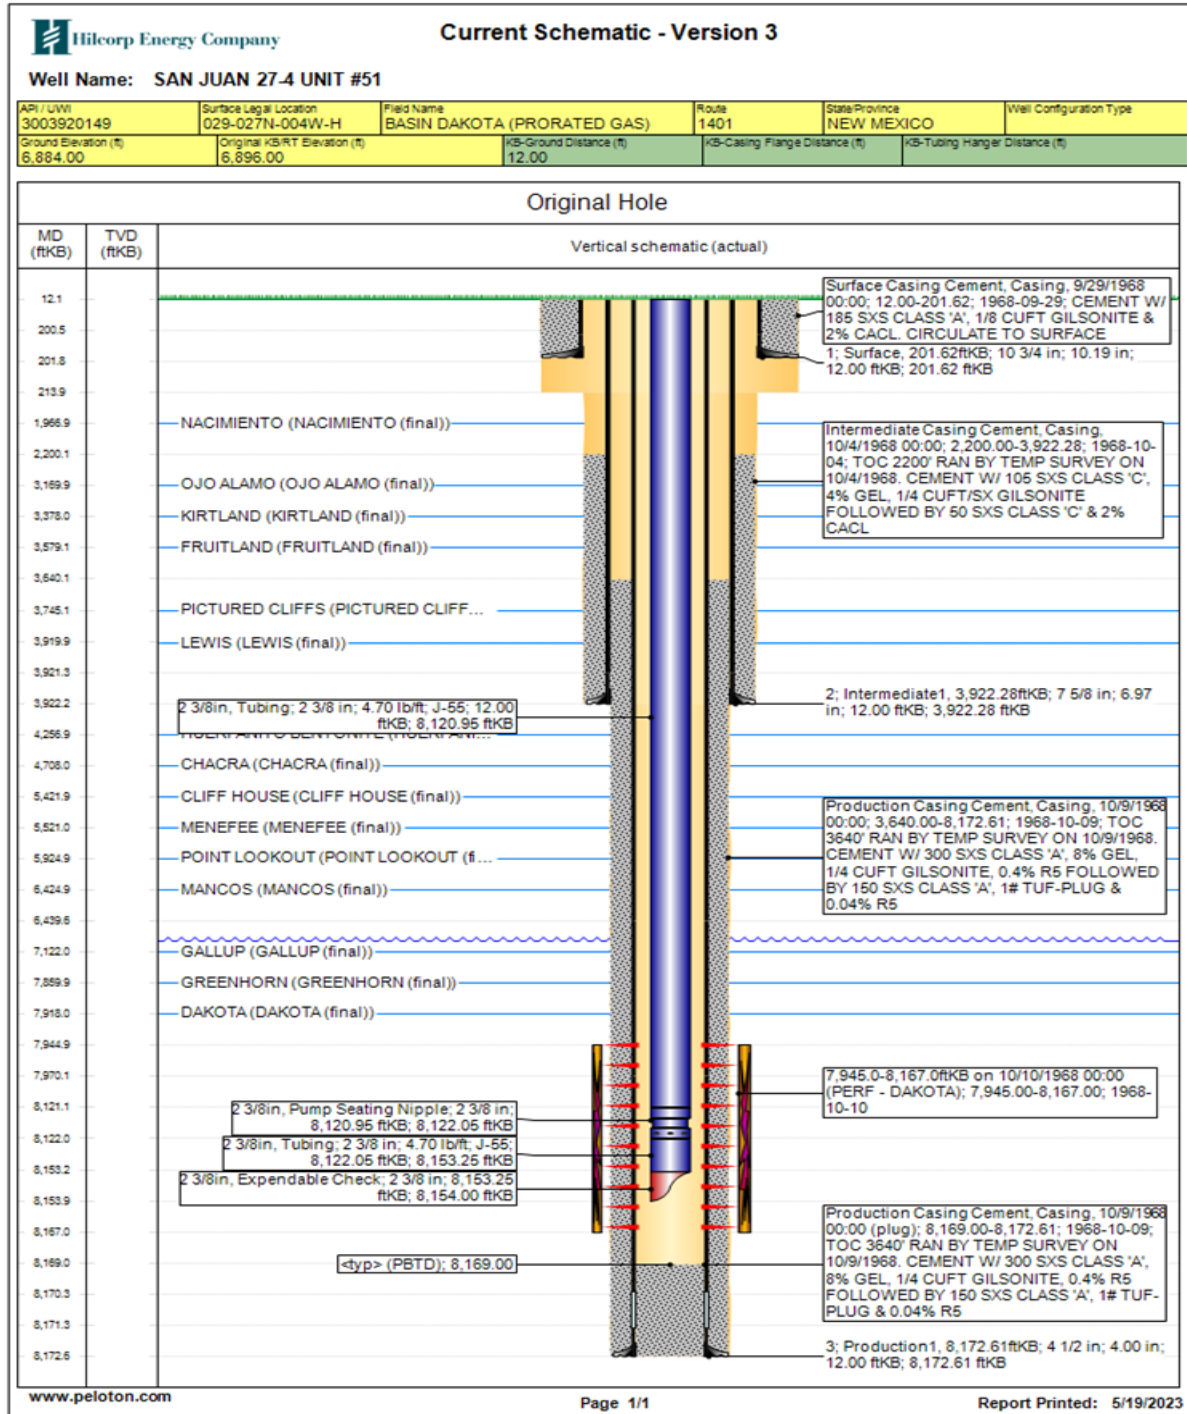 Hilcorp Energy Company
Current Schematic - Version 3
Well Name: SAN JUAN 27-4 UNIT #51
API / UWI
3003920149
Surface Legal Location
029-027N-004W-H
Field Name
BASIN DAKOTA (PRORATED GAS)
Route
1401
State/Province
NEW MEXICO
Well Configuration Type
Ground Elevation (ft)
6,884.00
Original KB/RT Elevation (ft)
6,896.00
KB-Ground Distance (ft)
12.00
KB-Casing Flange Distance (ft)
KB-Tubing Hanger Distance (ft)
Original Hole
MD
(ftKB)
TVD
(ftKB)
Vertical schematic (actual)
12.1
200.5
201.8
213.9
1,966.9
2,200.1
3,169.9
3,378.0
3,579.1
3,640.1
3,745.1
3,919.9
3,921.3
3,922.2
4,256.9
4,708.0
5,421.9
5,521.0
5,924.9
6,424.9
6,439.6
7,122.0
7,859.9
7,918.0
7,944.9
7,970.1
8,121.1
8,122.0
8,153.2
8,153.9
8,167.0
8,169.0
8,170.3
8,171.3
8,172.6
NACIMIENTO (NACIMIENTO (final))
OJO ALAMO (OJO ALAMO (final))
KIRTLAND (KIRTLAND (final))
FRUITLAND (FRUITLAND (final))
PICTURED CLIFFS (PICTURED CLIFF...
LEWIS (LEWIS (final))
2 3/8in, Tubing; 2 3/8 in; 4.70 lb/ft; J-55; 12.00
ftKB; 8,120.95 ftKB
HUERFANITO BENTONITE (HUERFANI...
CHACRA (CHACRA (final))
CLIFF HOUSE (CLIFF HOUSE (final))
MENEFEE (MENEFEE (final))
POINT LOOKOUT (POINT LOOKOUT (fi...
MANCOS (MANCOS (final))
GALLUP (GALLUP (final))
GREENHORN (GREENHORN (final))
DAKOTA (DAKOTA (final))
2 3/8in, Pump Seating Nipple; 2 3/8 in;
8,120.95 ftKB; 8,122.05 ftKB
2 3/8in, Tubing; 2 3/8 in; 4.70 lb/ft; J-55;
8,122.05 ftKB; 8,153.25 ftKB
2 3/8in, Expendable Check; 2 3/8 in; 8,153.25
ftKB; 8,154.00 ftKB
<typ> (PBTD); 8,169.00
Surface Casing Cement, Casing, 9/29/1968
00:00; 12.00-201.62; 1968-09-29; CEMENT W/
185 SXS CLASS 'A', 1/8 CUFT GILSONITE &
2% CACL. CIRCULATE TO SURFACE
1; Surface, 201.62ftKB; 10 3/4 in; 10.19 in;
12.00 ftKB; 201.62 ftKB
Intermediate Casing Cement, Casing,
10/4/1968 00:00; 2,200.00-3,922.28; 1968-10-
04; TOC 2200' RAN BY TEMP SURVEY ON
10/4/1968. CEMENT W/ 105 SXS CLASS 'C',
4% GEL, 1/4 CUFT/SX GILSONITE
FOLLOWED BY 50 SXS CLASS 'C' & 2%
CACL
2; Intermediate1, 3,922.28ftKB; 7 5/8 in; 6.97
in; 12.00 ftKB; 3,922.28 ftKB
Production Casing Cement, Casing, 10/9/1968
00:00; 3,640.00-8,172.61; 1968-10-09; TOC
3640' RAN BY TEMP SURVEY ON 10/9/1968.
CEMENT W/ 300 SXS CLASS 'A', 8% GEL,
1/4 CUFT GILSONITE, 0.4% R5 FOLLOWED
BY 150 SXS CLASS 'A', 1# TUF-PLUG &
0.04% R5
7,945.0-8,167.0ftKB on 10/10/1968 00:00
(PERF - DAKOTA); 7,945.00-8,167.00; 1968-
10-10
Production Casing Cement, Casing, 10/9/1968
00:00 (plug); 8,169.00-8,172.61; 1968-10-09;
TOC 3640' RAN BY TEMP SURVEY ON
10/9/1968. CEMENT W/ 300 SXS CLASS 'A',
8% GEL, 1/4 CUFT GILSONITE, 0.4% R5
FOLLOWED BY 150 SXS CLASS 'A', 1# TUF-
PLUG & 0.04% R5
3; Production1, 8,172.61ftKB; 4 1/2 in; 4.00 in;
12.00 ftKB; 8,172.61 ftKB
www.peloton.com
Page 1/1
Report Printed: 5/19/2023